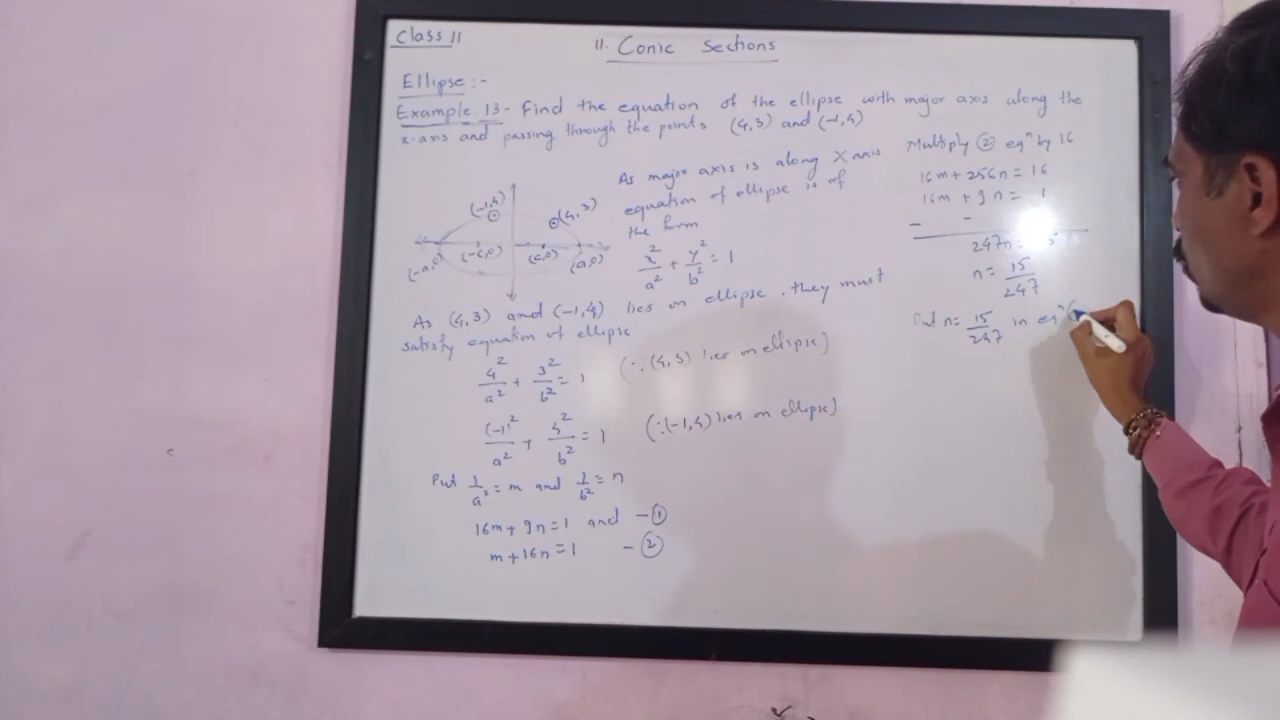 Class 11
11. Conic Sections
Ellipse:-
Example 13- Find the equation of the ellipse with major axis along the
x-axis and passing through the points (4,3) and (-1,4)
(-1,4)
(4,3)
(-a,0)
(-c,0)
(c,0)
(a,0)
As major axis is along X axis
equation of ellipse is of
the form
x²/a² + y²/b² = 1
As (4,3) and (-1,4) lies on ellipse, they must
satisfy equation of ellipse
4²/a² + 3²/b² = 1 (∵(4,3) lies on ellipse)
(-1)²/a² + 4²/b² = 1 (∵(-1,4) lies on ellipse)
Put 1/a² = m and 1/b² = n
16m + 9n = 1 and - ①
m + 16n = 1 - ②
Multiply ② eqⁿ by 16
16m + 256n = 16
16m + 9n = 1
- - 
247n =
n = 15/247
Put n = 15/247 in eqⁿ